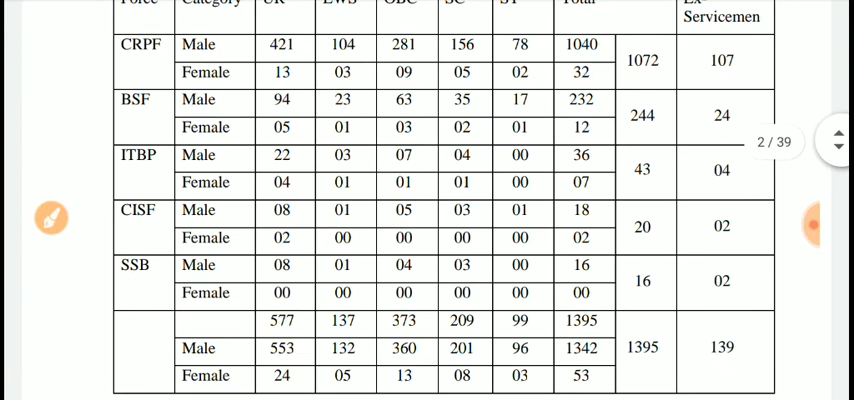 Force Category UR EWS OBC SC ST Total Ex-
Servicemen
CRPF Male 421 104 281 156 78 1040 1072 107
Female 13 03 09 05 02 32
BSF Male 94 23 63 35 17 232 244 24
Female 05 01 03 02 01 12
2 / 39
ITBP Male 22 03 07 04 00 36 43 04
Female 04 01 01 01 00 07
CISF Male 08 01 05 03 01 18 20 02
Female 02 00 00 00 00 02
SSB Male 08 01 04 03 00 16 16 02
Female 00 00 00 00 00 00
577 137 373 209 99 1395 1395 139
Male 553 132 360 201 96 1342
Female 24 05 13 08 03 53